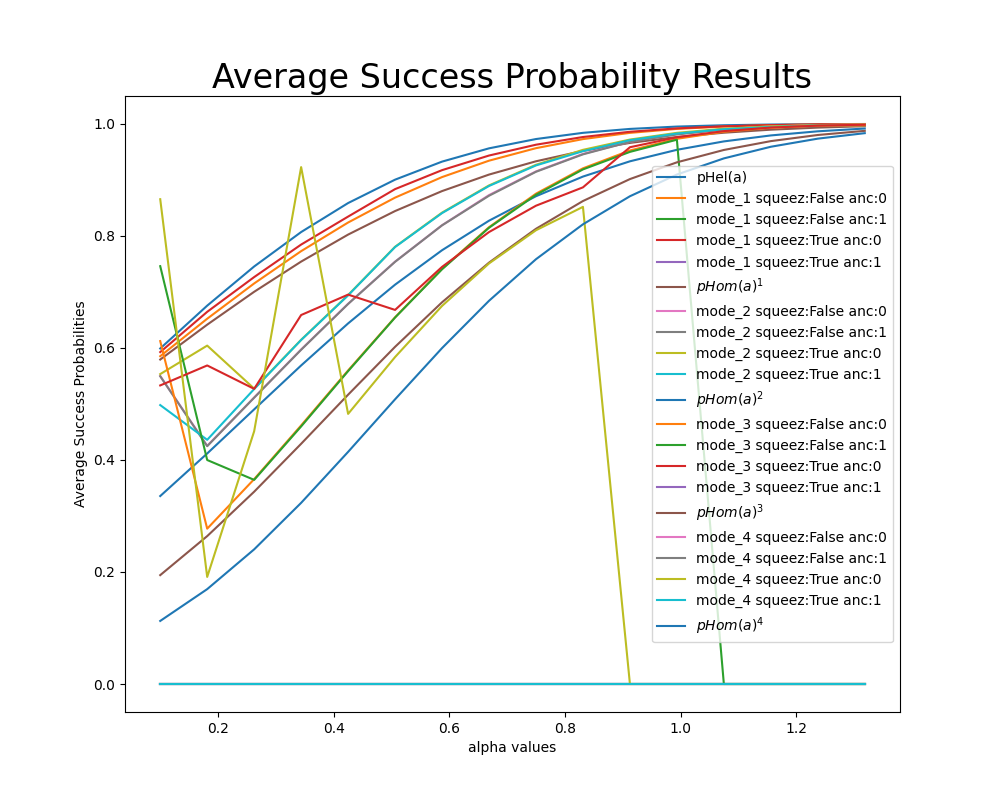 Average Success Probability Results
Average Success Probabilities
1.0
0.8
0.6
0.4
0.2
0.0
0.2
0.4
0.6
0.8
1.0
1.2
alpha values
pHel(a)
mode_1 squeez:False anc:0
mode_1 squeez:False anc:1
mode_1 squeez:True anc:0
mode_1 squeez:True anc:1
pHom(a)¹
mode_2 squeez:False anc:0
mode_2 squeez:False anc:1
mode_2 squeez:True anc:0
mode_2 squeez:True anc:1
pHom(a)²
mode_3 squeez:False anc:0
mode_3 squeez:False anc:1
mode_3 squeez:True anc:0
mode_3 squeez:True anc:1
pHom(a)³
mode_4 squeez:False anc:0
mode_4 squeez:False anc:1
mode_4 squeez:True anc:0
mode_4 squeez:True anc:1
pHom(a)⁴